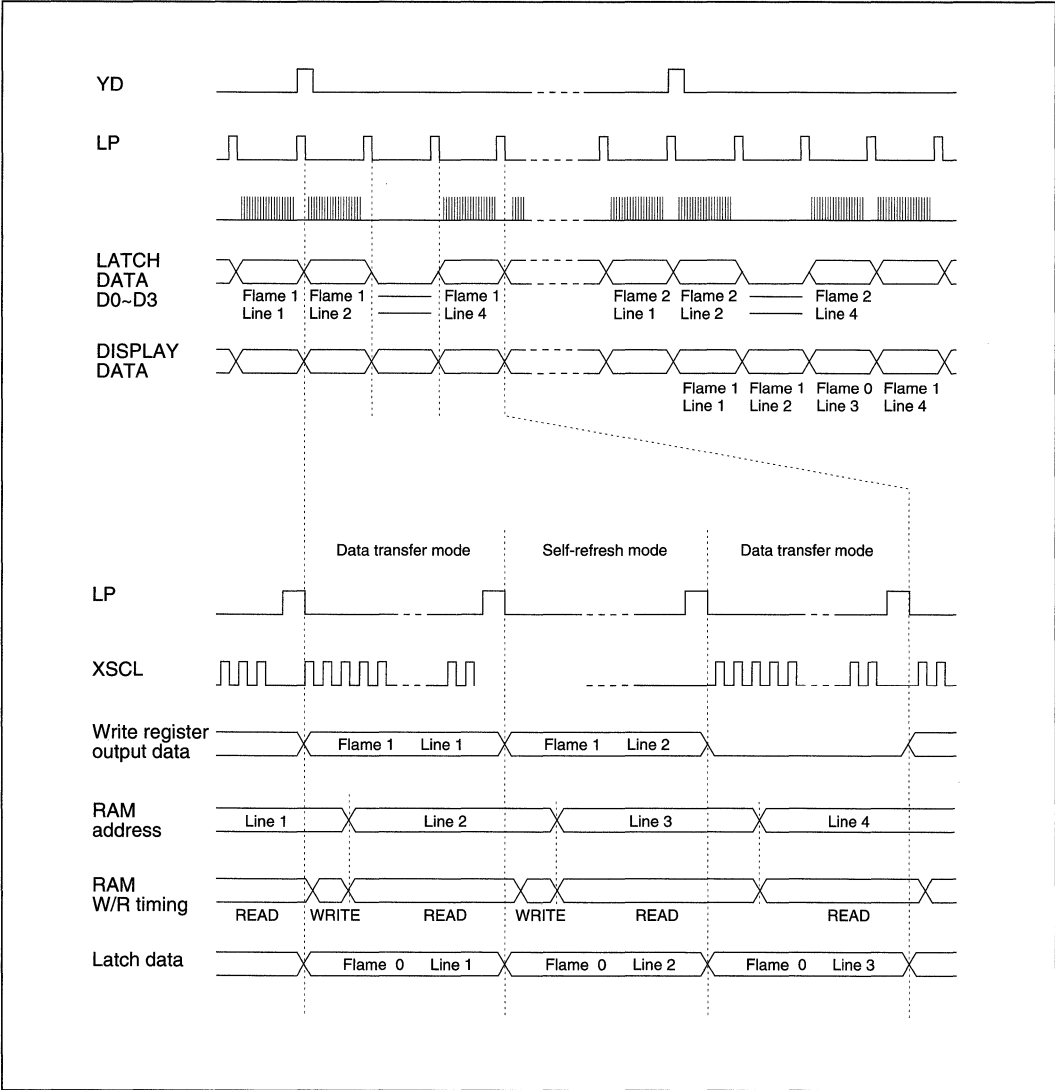 YD
LP
LATCH
DATA
D0~D3
Flame 1 Flame 1 Flame 1 Flame 2 Flame 2 Flame 2
Line 1 Line 2 Line 4 Line 1 Line 2 Line 4
DISPLAY
DATA
Flame 1 Flame 1 Flame 0 Flame 1
Line 1 Line 2 Line 3 Line 4
Data transfer mode Self-refresh mode Data transfer mode
LP
XSCL
Write register
output data
Flame 1 Line 1 Flame 1 Line 2
RAM
address
Line 1 Line 2 Line 3 Line 4
RAM
W/R timing
READ WRITE READ WRITE READ READ
Latch data
Flame 0 Line 1 Flame 0 Line 2 Flame 0 Line 3